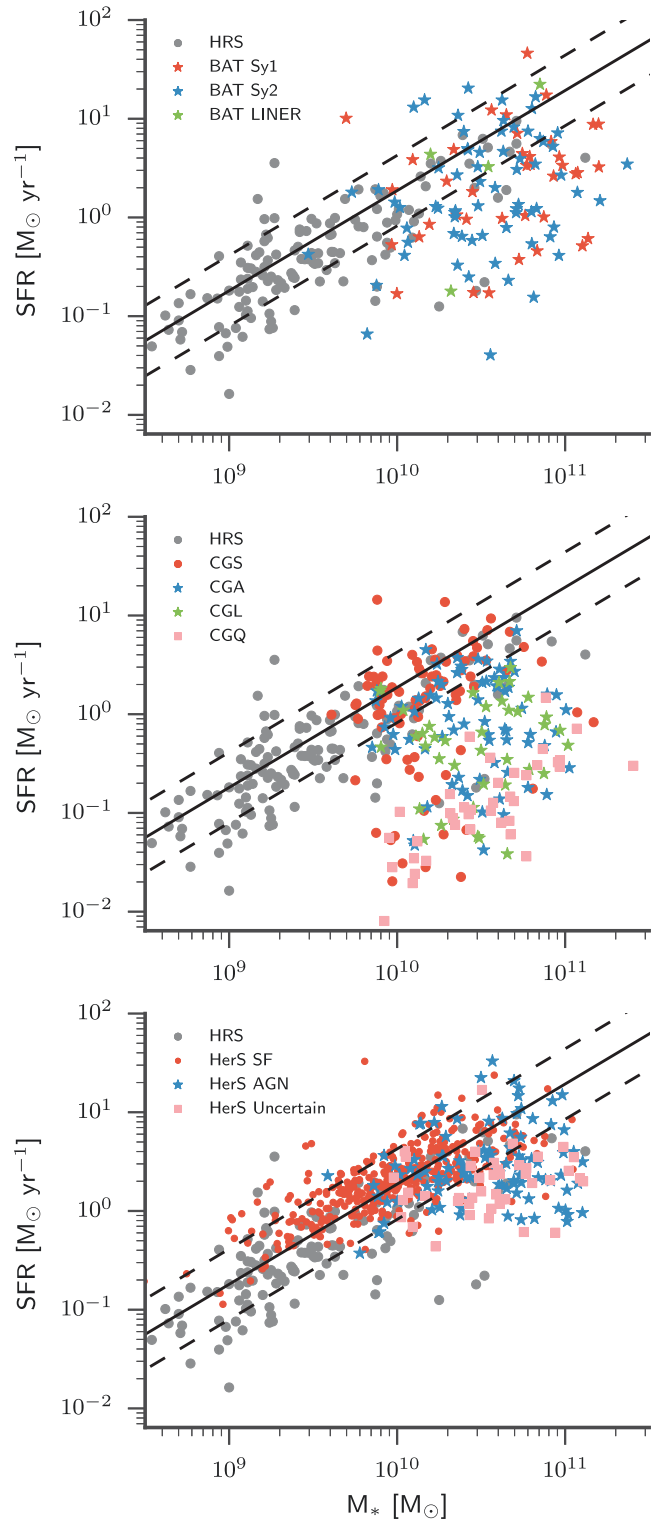 10²
10¹
10⁰
10⁻¹
10⁻²
SFR [M⊙ yr⁻¹]
HRS
BAT Sy1
BAT Sy2
BAT LINER
10⁹
10¹⁰
10¹¹
10²
10¹
10⁰
10⁻¹
10⁻²
SFR [M⊙ yr⁻¹]
HRS
CGS
CGA
CGL
CGQ
10⁹
10¹⁰
10¹¹
10²
10¹
10⁰
10⁻¹
10⁻²
SFR [M⊙ yr⁻¹]
HRS
HerS SF
HerS AGN
HerS Uncertain
10⁹
10¹⁰
10¹¹
M* [M⊙]